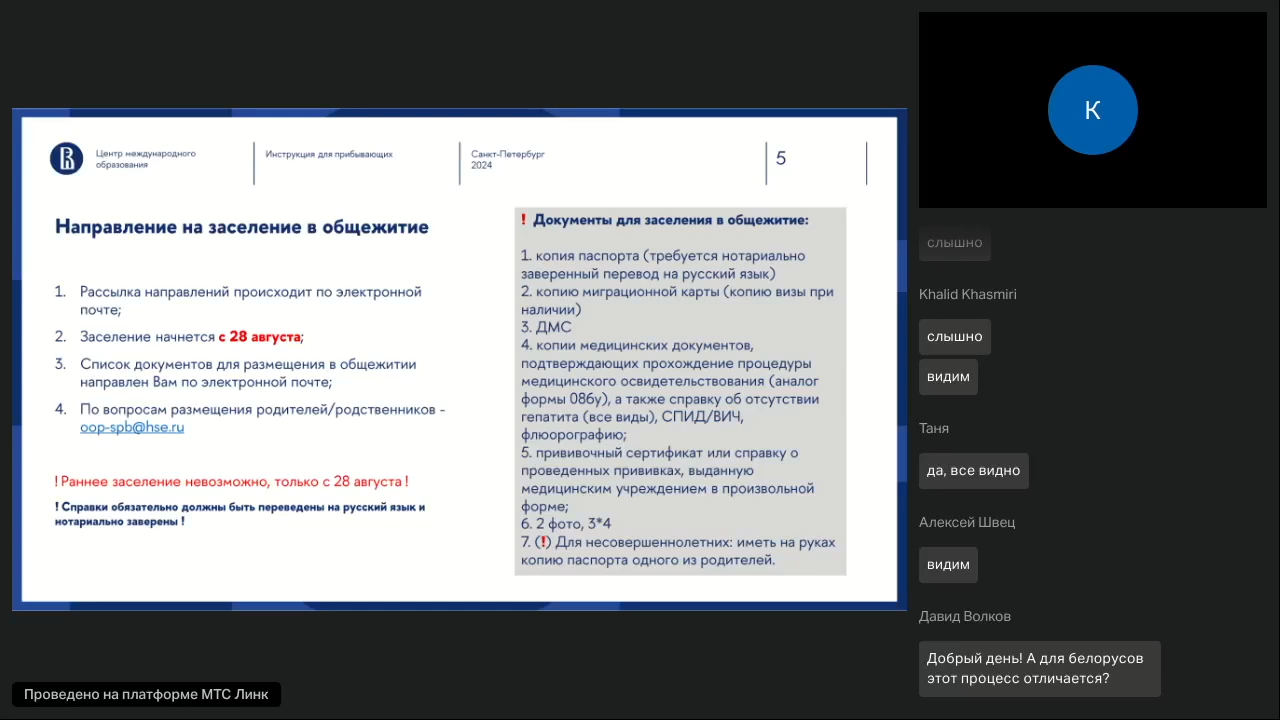 Центр международного
образования
Инструкция для прибывающих
Санкт-Петербург
2024
5
Направление на заселение в общежитие
1. Рассылка направлений происходит по электронной
почте;
2. Заселение начнется с 28 августа;
3. Список документов для размещения в общежитии
направлен Вам по электронной почте;
4. По вопросам размещения родителей/родственников -
oop-spb@hse.ru
! Раннее заселение невозможно, только с 28 августа !
! Справки обязательно должны быть переведены на русский язык и
нотариально заверены !
! Документы для заселения в общежитие:
1. копия паспорта (требуется нотариально
заверенный перевод на русский язык)
2. копию миграционной карты (копию визы при
наличии)
3. ДМС
4. копии медицинских документов,
подтверждающих прохождение процедуры
медицинского освидетельствования (аналог
формы 086у), а также справку об отсутствии
гепатита (все виды), СПИД/ВИЧ,
флюорографию;
5. прививочный сертификат или справку о
проведенных прививках, выданную
медицинским учреждением в произвольной
форме;
6. 2 фото, 3*4
7. (!) Для несовершеннолетних: иметь на руках
копию паспорта одного из родителей.
Проведено на платформе МТС Линк
К
слышно
Khalid Khasmiri
слышно
видим
Таня
да, все видно
Алексей Швец
видим
Давид Волков
Добрый день! А для белорусов
этот процесс отличается?